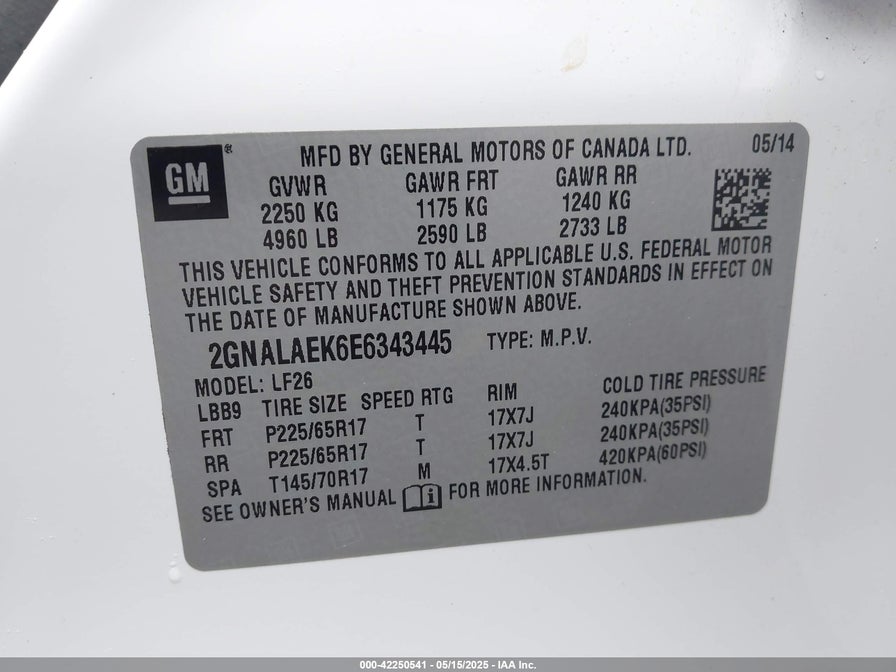 GM ®
MFD BY GENERAL MOTORS OF CANADA LTD. 05/14
GVWR GAWR FRT GAWR RR
2250 KG 1175 KG 1240 KG
4960 LB 2590 LB 2733 LB
THIS VEHICLE CONFORMS TO ALL APPLICABLE U.S. FEDERAL MOTOR
VEHICLE SAFETY AND THEFT PREVENTION STANDARDS IN EFFECT ON
THE DATE OF MANUFACTURE SHOWN ABOVE.
2GNALAEK6E6343445 TYPE: M.P.V.
MODEL: LF26
LBB9 TIRE SIZE SPEED RTG RIM COLD TIRE PRESSURE
FRT P225/65R17 T 17X7J 240KPA(35PSI)
RR P225/65R17 T 17X7J 240KPA(35PSI)
SPA T145/70R17 M 17X4.5T 420KPA(60PSI)
SEE OWNER'S MANUAL i FOR MORE INFORMATION.
000-42250541 - 05/15/2025 - IAA Inc.